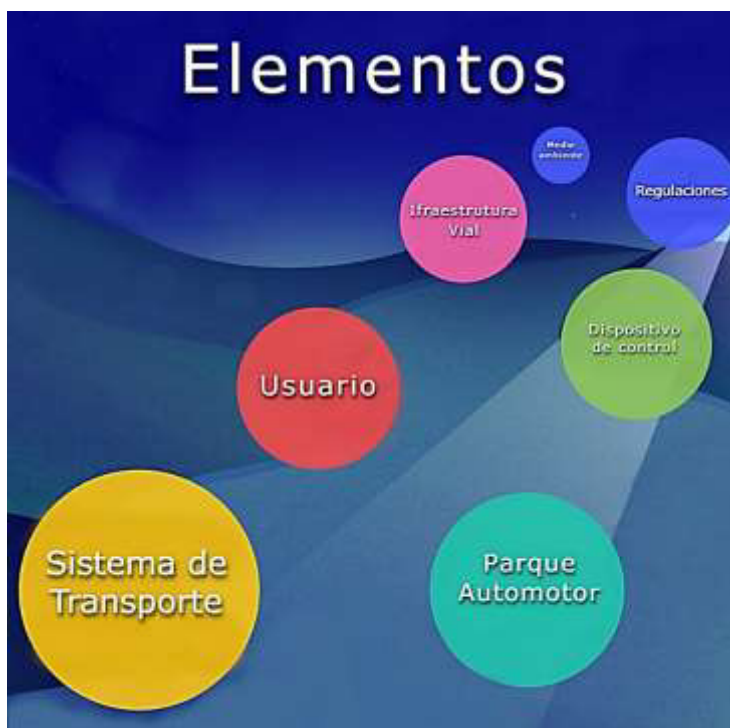 Elementos
Medio
ambiente
Regulaciones
Ifraestrutura
Vial
Dispositivo
de control
Usuario
Parque
Automotor
Sistema de
Transporte